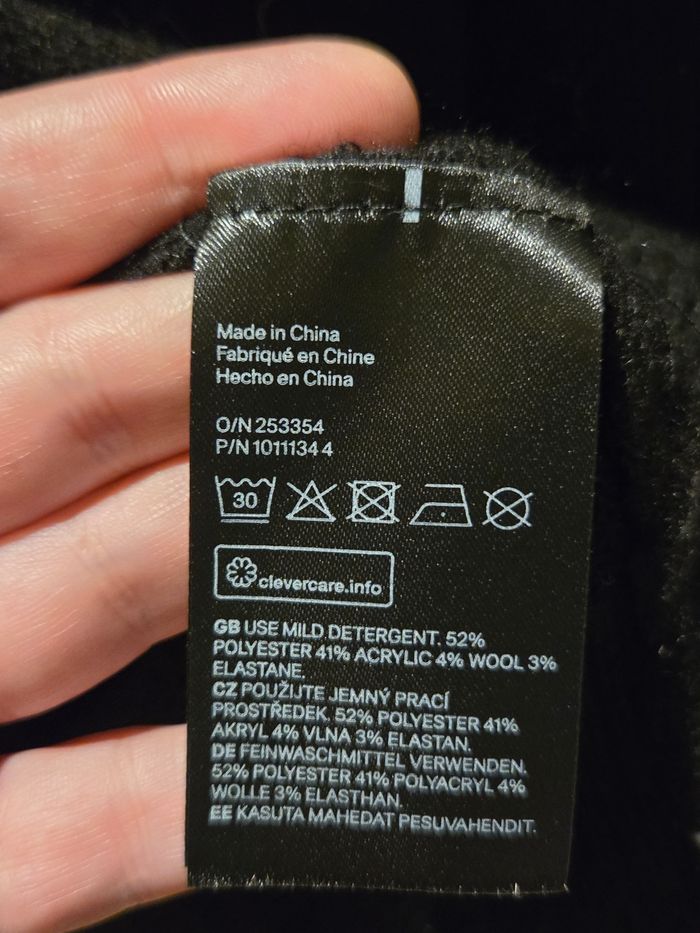 Made in China
Fabriqué en Chine
Hecho en China
O/N 253354
P/N 1011134 4
30
clevercare.info
GB USE MILD DETERGENT. 52%
POLYESTER 41% ACRYLIC 4% WOOL 3%
ELASTANE.
CZ POUŽIJTE JEMNÝ PRACÍ
PROSTŘEDEK. 52% POLYESTER 41%
AKRYL 4% VLNA 3% ELASTAN.
DE FEINWASCHMITTEL VERWENDEN.
52% POLYESTER 41% POLYACRYL 4%
WOLLE 3% ELASTHAN.
EE KASUTA MAHEDAT PESUVAHENDIT.